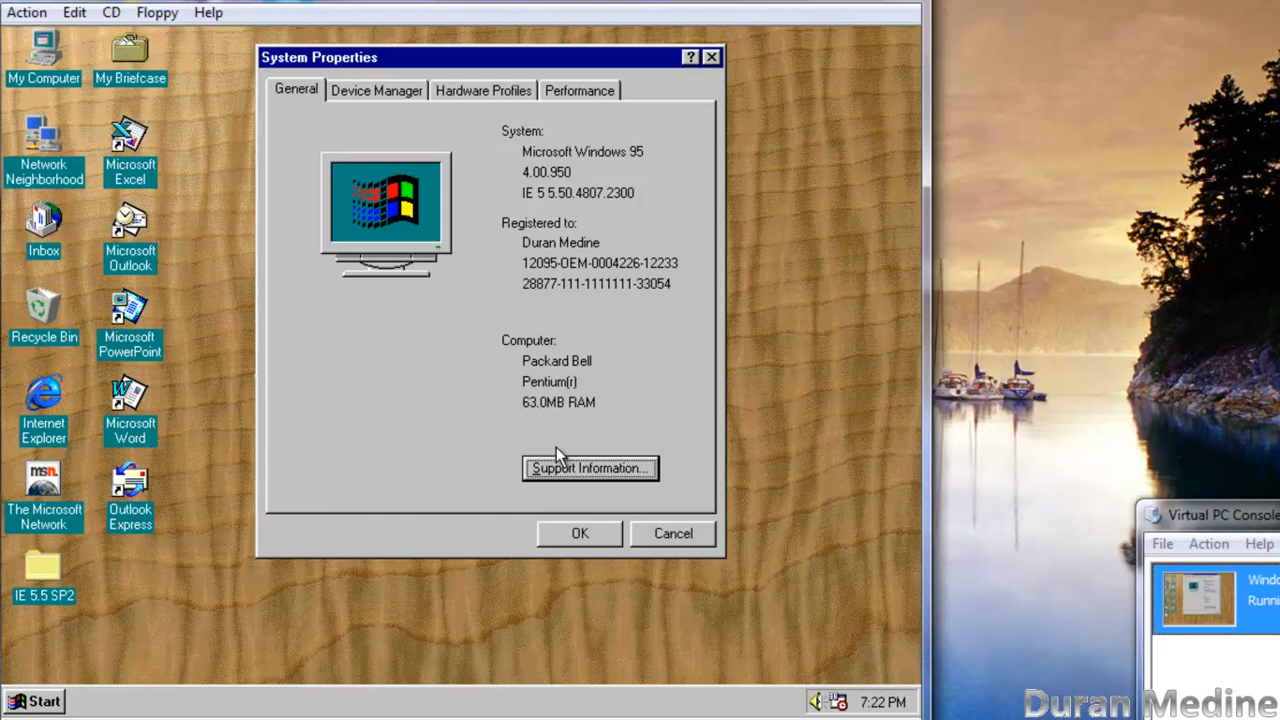 Action Edit CD Floppy Help
My Computer
My Briefcase
Network Neighborhood
Microsoft Excel
Inbox
Microsoft Outlook
Recycle Bin
Microsoft PowerPoint
Internet Explorer
Microsoft Word
msn
The Microsoft Network
Outlook Express
IE 5.5 SP2
System Properties
General Device Manager Hardware Profiles Performance
System:
Microsoft Windows 95
4.00.950
IE 5 5.50.4807.2300
Registered to:
Duran Medine
12095-OEM-0004226-12233
28877-111-1111111-33054
Computer:
Packard Bell
Pentium(r)
63.0MB RAM
Support Information...
OK Cancel
Start
7:22 PM
Virtual PC Console
File Action Help
Duran Medine